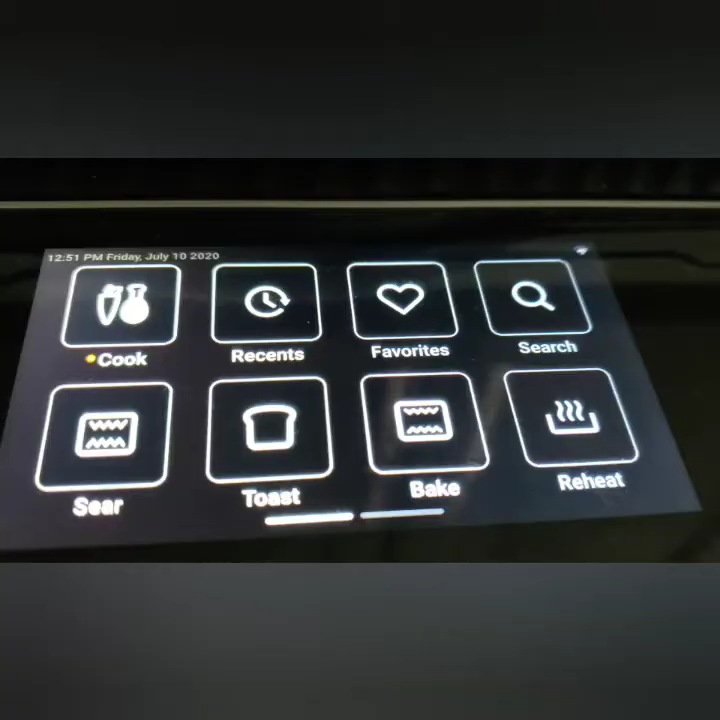 12:51 PM Friday, July 10 2020
Cook
Recents
Favorites
Search
Sear
Toast
Bake
Reheat